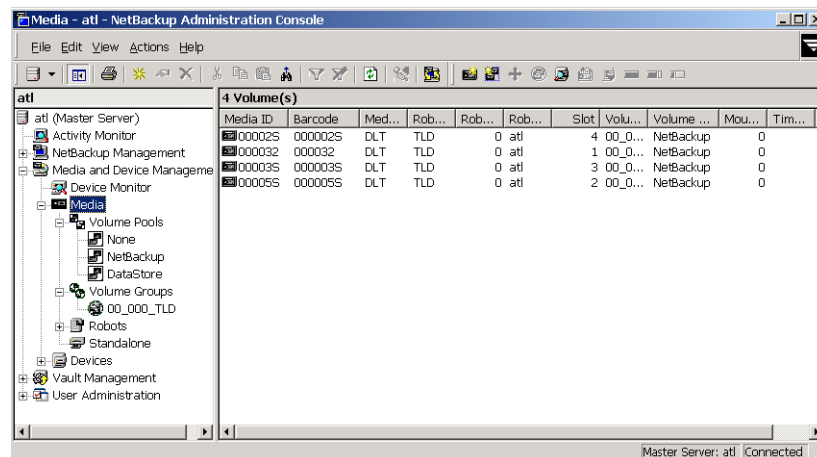 Media - atl - NetBackup Administration Console
File Edit View Actions Help
atl
4 Volume(s)
atl (Master Server)
Activity Monitor
NetBackup Management
Media and Device Manageme
Device Monitor
Media
Volume Pools
None
NetBackup
DataStore
Volume Groups
00_000_TLD
Robots
Standalone
Devices
Vault Management
User Administration
Media ID Barcode Med... Rob... Rob... Rob... Slot Volu... Volume ... Mou... Tim...
00002S 000002S DLT TLD 0 atl 4 00_0... NetBackup 0
000032 000032 DLT TLD 0 atl 1 00_0... NetBackup 0
00003S 000003S DLT TLD 0 atl 3 00_0... NetBackup 0
00005S 000005S DLT TLD 0 atl 2 00_0... NetBackup 0
Master Server: atl Connected